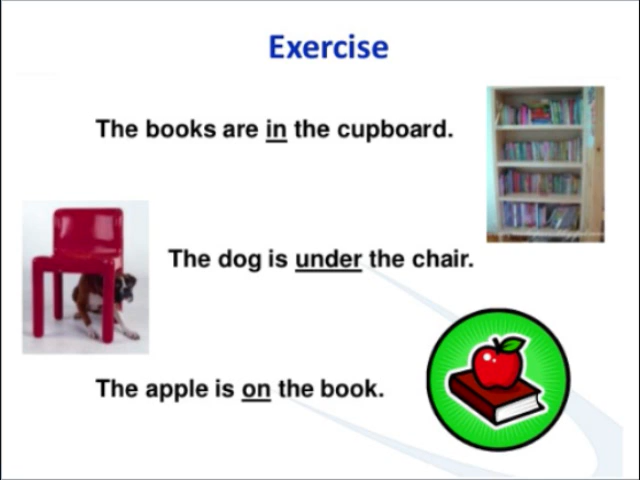 Exercise
The books are in the cupboard.
The dog is under the chair.
The apple is on the book.